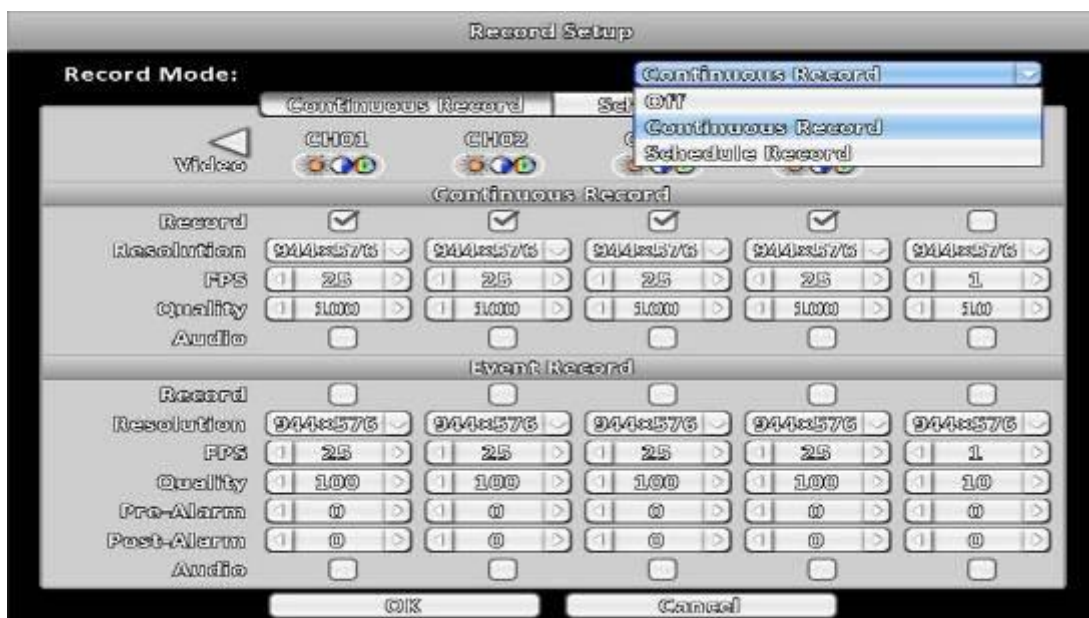 Record Setup
Record Mode: Continuous Record
Off
Continuous Record
Schedule Record
Continuous Record
Video CH01 CH02
Continuous Record
Record
Resolution 944x576 944x576 944x576 944x576 944x576
FPS 25 25 25 25 1
Quality 100 100 100 100 10
Audio
Event Record
Record
Resolution 944x576 944x576 944x576 944x576 944x576
FPS 25 25 25 25 1
Quality 100 100 100 100 10
Pre-Alarm 0 0 0 0 0
Post-Alarm 0 0 0 0 0
Audio
OK Cancel